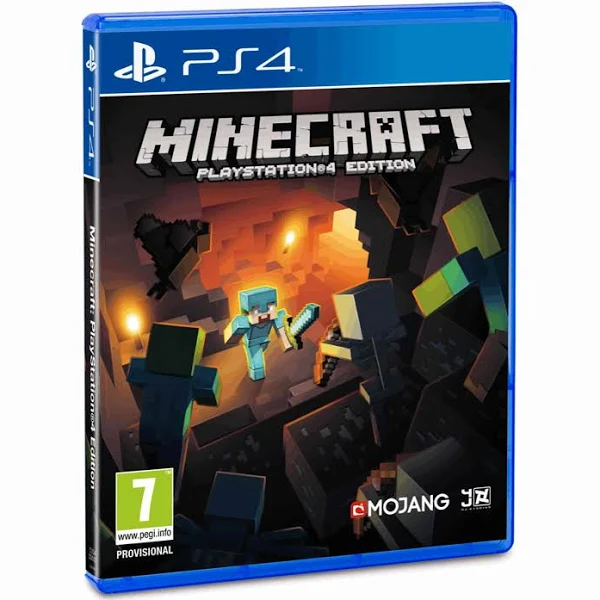 PS4
MINECRAFT
PLAYSTATION®4 EDITION
PS4
Minecraft: PlayStation®4 Edition
7
www.pegi.info
PROVISIONAL
MOJANG